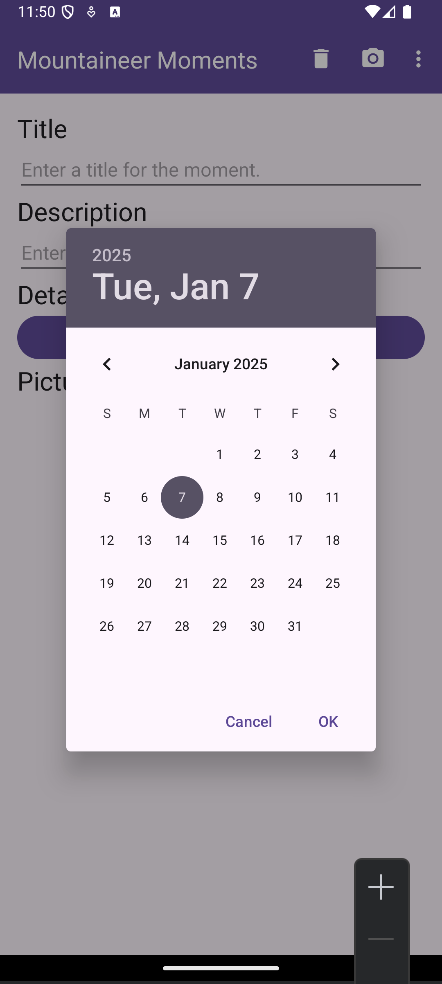 11:50
Mountaineer Moments
Title
Enter a title for the moment.
Description
Enter
Deta
Pictu
2025
Tue, Jan 7
January 2025
S M T W T F S
1 2 3 4
5 6 7 8 9 10 11
12 13 14 15 16 17 18
19 20 21 22 23 24 25
26 27 28 29 30 31
Cancel OK